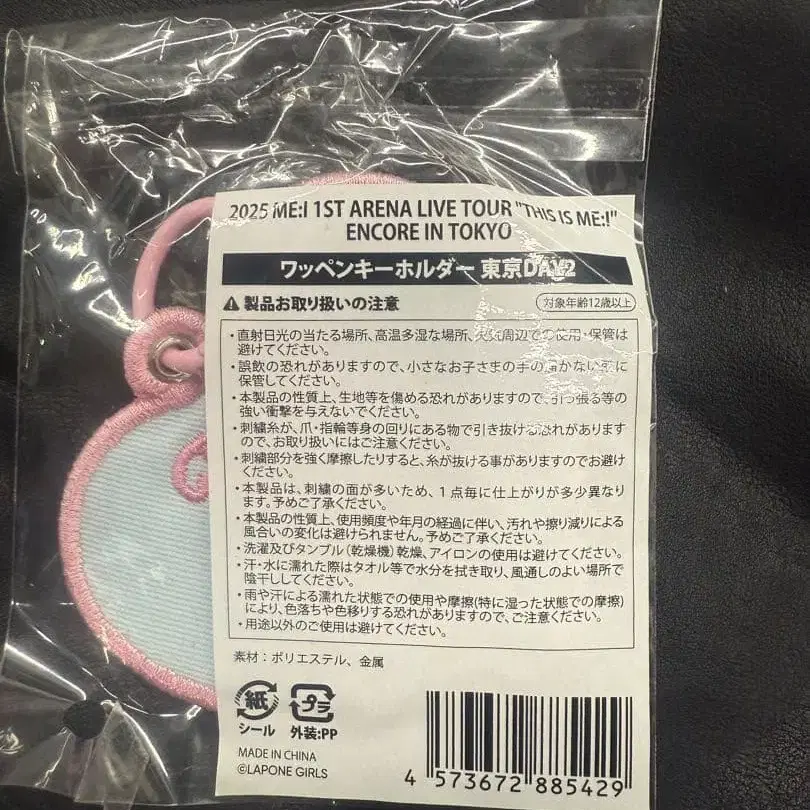 2025 ME:I 1ST ARENA LIVE TOUR "THIS IS ME:I"
ENCORE IN TOKYO
ワッペンキーホルダー 東京DAY2
製品お取り扱いの注意
対象年齢12歳以上
・直射日光の当たる場所、高温多湿な場所、火気周辺での使用・保管は
避けてください。
・誤飲の恐れがありますので、小さなお子さまの手の届かない所に
保管してください。
・本製品の性質上、生地等を傷める恐れがありますので、引っ張る等の
強い衝撃を与えないでください。
・刺繍糸が、爪・指輪等身の回りにある物で引き抜ける恐れがあります
ので、お取り扱いにはご注意ください。
・刺繍部分を強く摩擦したりすると、糸が抜ける事がありますのでお避け
ください。
・本製品は、刺繍の面が多いため、1点毎に仕上がりが多少異なり
ます。予めご了承ください。
・本製品の性質上、使用頻度や年月の経過に伴い、汚れや擦り減りによる
風合いの変化は避けられません。予めご了承ください。
・洗濯及びタンブル(乾燥機)乾燥、アイロンの使用は避けてください。
・汗・水に濡れた際はタオル等で水分を拭き取り、風通しのよい場所で
陰干ししてください。
・雨や汗による濡れた状態での使用や摩擦(特に湿った状態での摩擦)
により、色落ちや色移りする恐れがありますので、ご注意ください。
・用途以外のご使用は避けてください。
素材：ポリエステル、金属
紙 プラ
シール 外装:PP
MADE IN CHINA
©LAPONE GIRLS
4 573672 885429